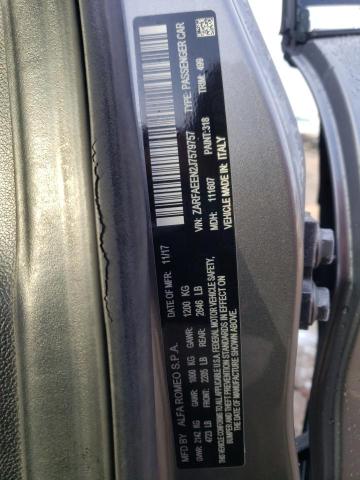 MFD BY ALFA ROMEO S.P.A. DATE OF MFR: 11/17
GVWR: 2142 KG GAWR: 1000 KG GAWR: 1200 KG
4723 LB FRONT: 2205 LB REAR: 2646 LB
THIS VEHICLE CONFORMS TO ALL APPLICABLE U.S.A. FEDERAL MOTOR VEHICLE SAFETY,
BUMPER AND THEFT PREVENTION STANDARDS IN EFFECT ON
THE DATE OF MANUFACTURE SHOWN ABOVE.
VIN: ZARFAEEN2J7579757 TYPE: PASSENGER CAR
MDH: 111607 PAINT:318 TRIM: 499
VEHICLE MADE IN: ITALY